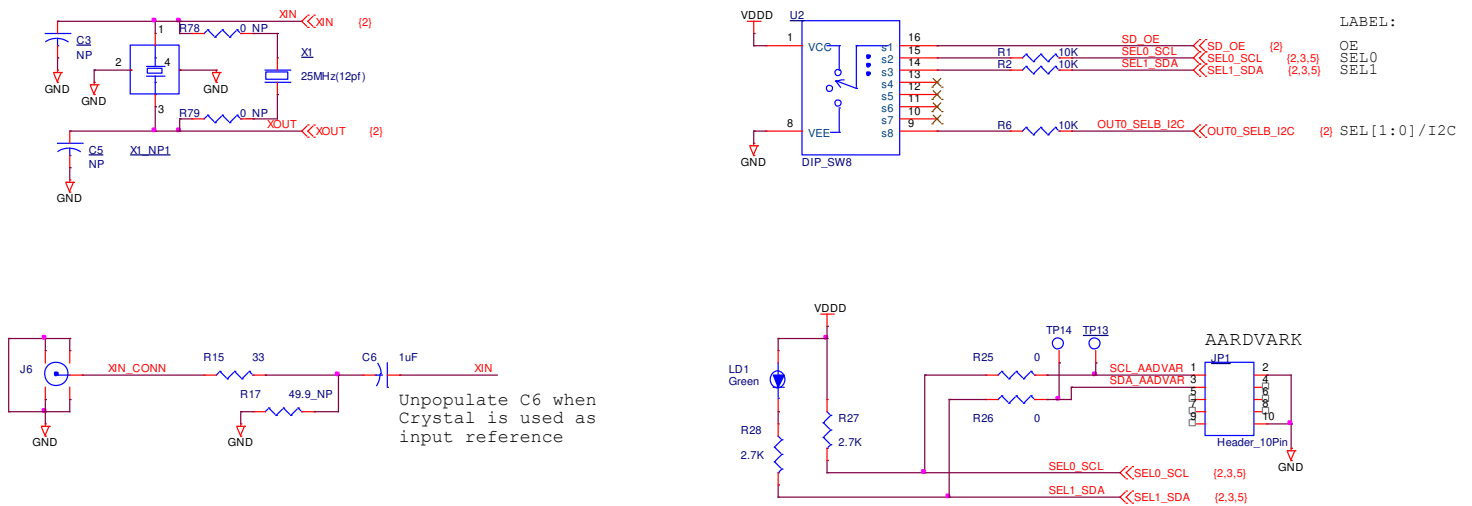 XIN
XIN {2}
R78 0_NP
C3
NP
1
2
4
GND
GND
GND
X1
25MHz(12pf)
3
R79 0_NP
XOUT
XOUT {2}
C5
NP
X1_NP1
GND
VDDD
U2
LABEL:
1
VCC
s1
16
SD_OE
SD_OE {2}
OE
s2
15
R1
10K
SEL0_SCL
SEL0_SCL {2,3,5}
SEL0
s3
14
R2
10K
SEL1_SDA
SEL1_SDA {2,3,5}
SEL1
s4
13
s5
12
s6
11
s7
10
8
VEE
s8
9
R6
10K
OUT0_SELB_I2C
OUT0_SELB_I2C {2}
SEL[1:0]/I2C
GND
DIP_SW8
J6
XIN_CONN
R15 33
C6 1uF
XIN
R17 49.9_NP
GND
GND
Unpopulate C6 when
Crystal is used as
input reference
VDDD
TP14
TP13
AARDVARK
JP1
LD1
Green
R25 0
SCL_AADVAR
SDA_AADVAR
R26 0
1
3
5
7
9
2
4
6
8
10
Header_10Pin
GND
R28
2.7K
R27
2.7K
SEL0_SCL
SEL0_SCL {2,3,5}
SEL1_SDA
SEL1_SDA {2,3,5}